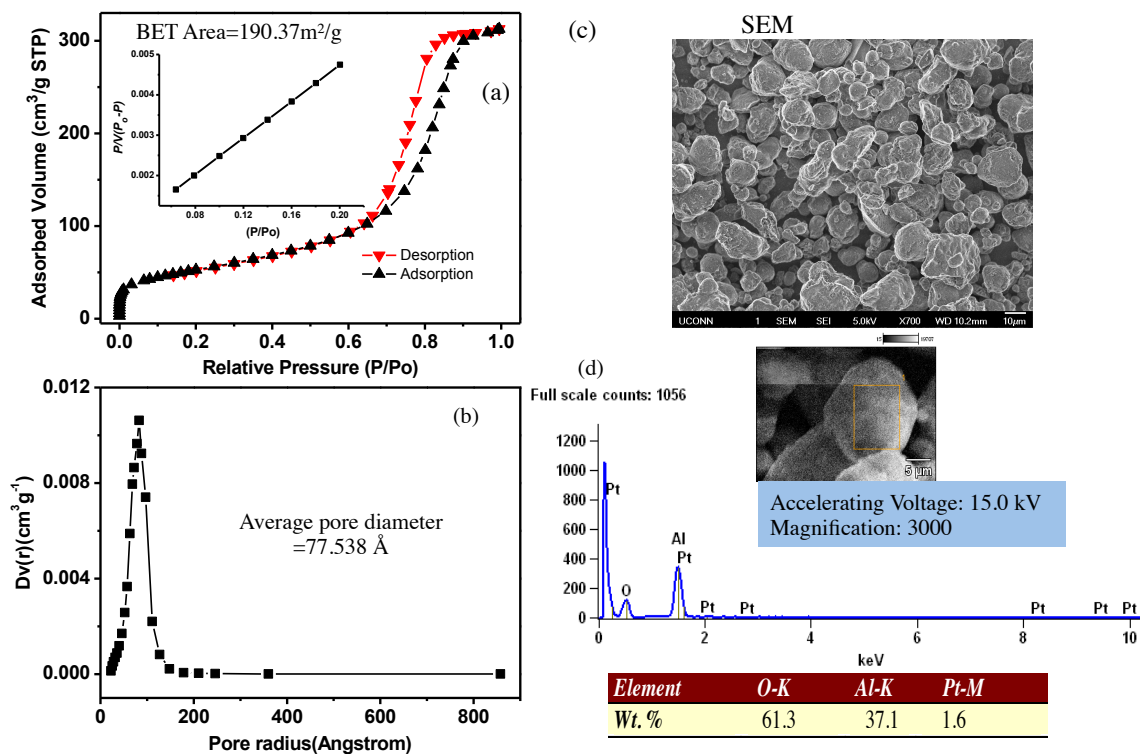 BET Area=190.37m²/g
(a)
Adsorbed Volume (cm³/g STP)
300
200
100
0
0.0 0.2 0.4 0.6 0.8 1.0
Relative Pressure (P/Po)
Desorption
Adsorption
P/V(Po-P)
0.005
0.004
0.003
0.002
0.08 0.12 0.16 0.20
(P/Po)
(b)
Dv(r)(cm³g⁻¹)
0.012
0.008
0.004
0.000
0 200 400 600 800
Pore radius(Angstrom)
Average pore diameter
=77.538 Å
(c)
SEM
UCONN 1 SEM SEI 5.0kV X700 WD 10.2mm 10µm
(d)
Full scale counts: 1056
5 µm
Accelerating Voltage: 15.0 kV
Magnification: 3000
1200
1000
800
600
400
200
0
Pt
O
Al
Pt
Pt Pt Pt Pt Pt
0 2 4 6 8 10
keV
Element O-K Al-K Pt-M
Wt.% 61.3 37.1 1.6